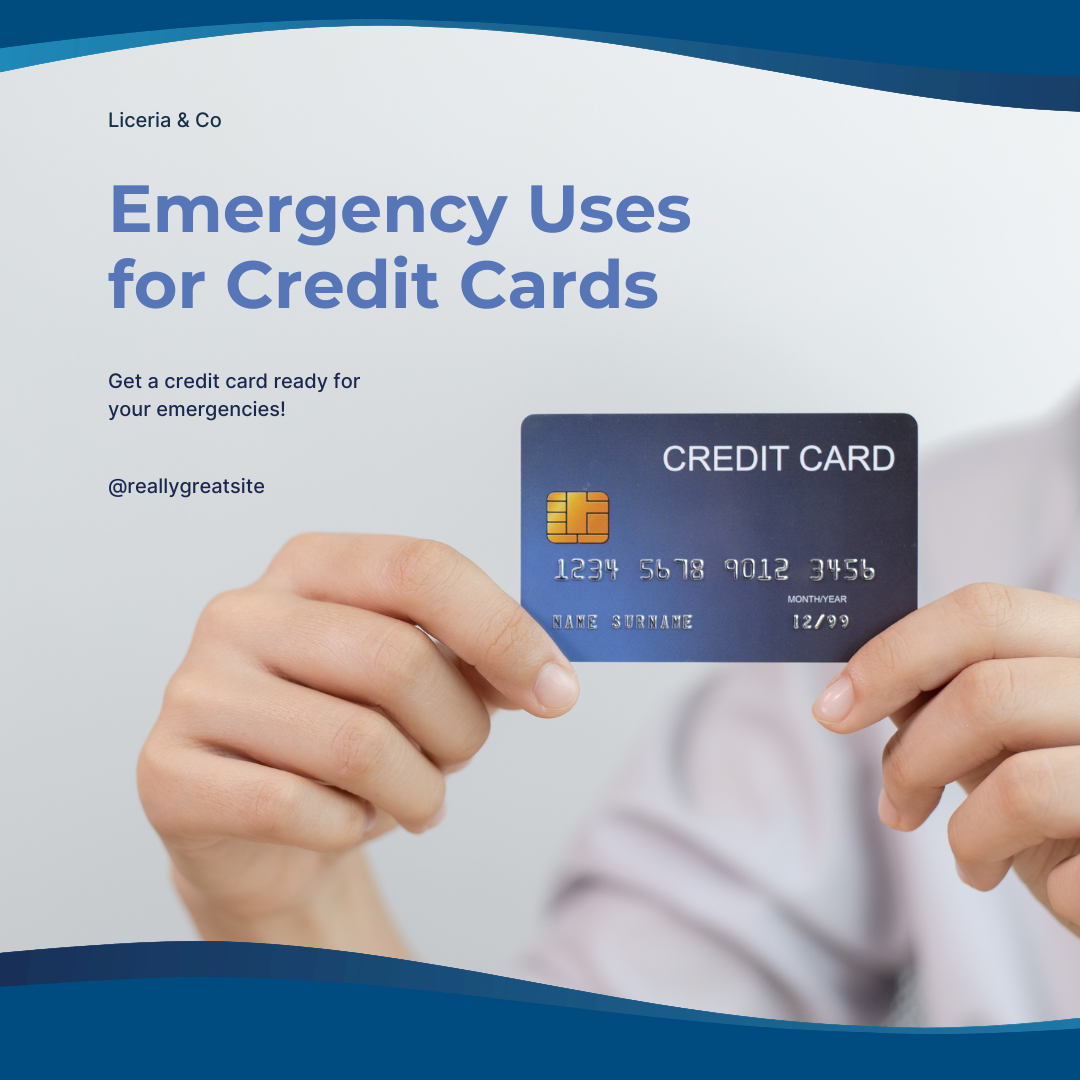 Liceria & Co
Emergency Uses
for Credit Cards
Get a credit card ready for
your emergencies!
@reallygreatsite
CREDIT CARD
1234 5678 9012 3456
MONTH/YEAR
NAME SURNAME 12/99